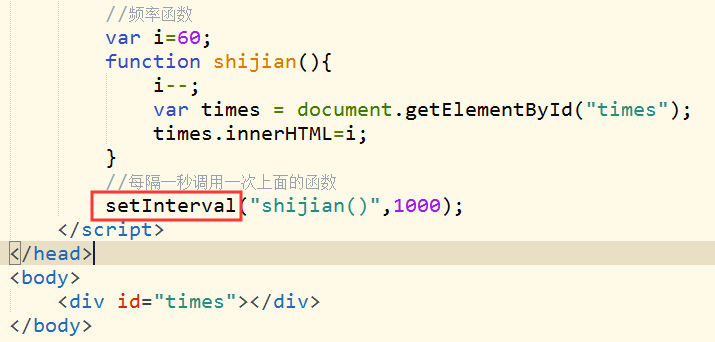 //频率函数
var i=60;
function shijian(){
i--;
var times = document.getElementById("times");
times.innerHTML=i;
}
//每隔一秒调用一次上面的函数
setInterval("shijian()",1000);
</script>
</head>
<body>
<div id="times"></div>
</body>